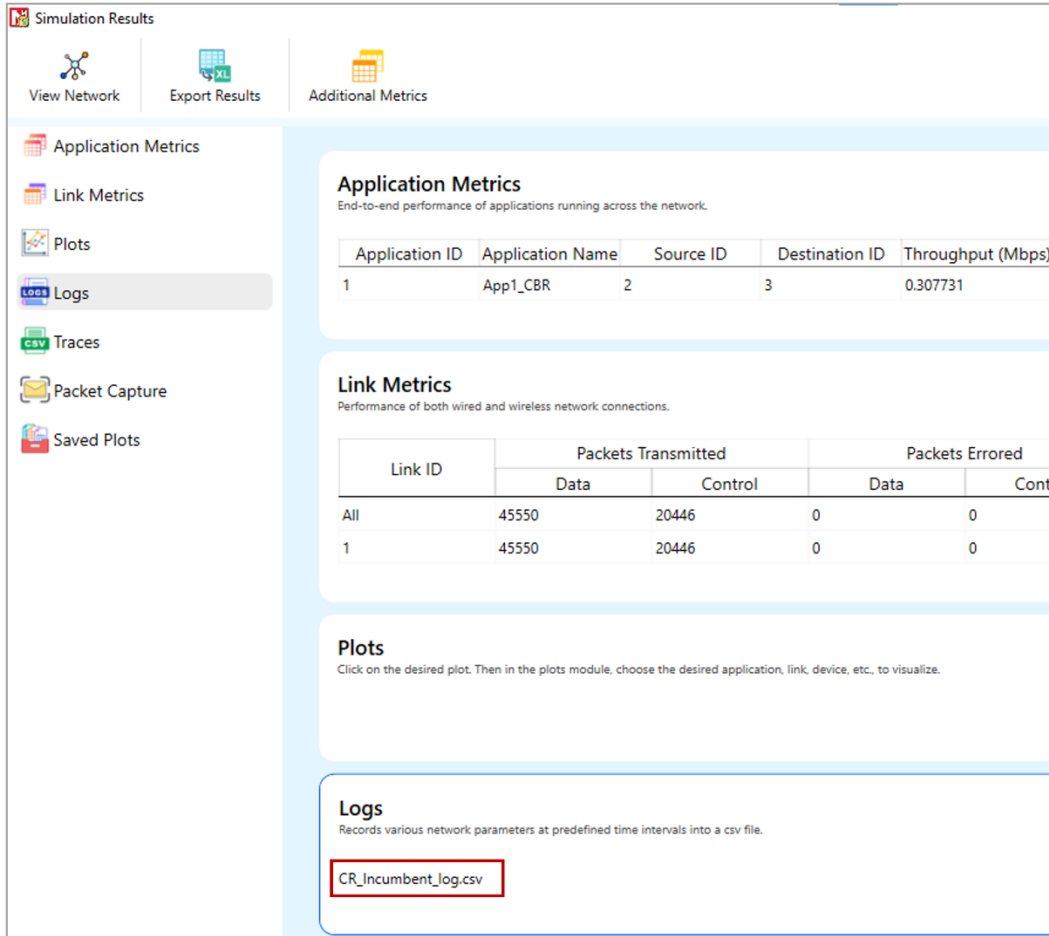 Simulation Results
View Network
Export Results
Additional Metrics
Application Metrics
Link Metrics
Plots
LOGS Logs
CSV Traces
Packet Capture
Saved Plots
Application Metrics
End-to-end performance of applications running across the network.
Application ID Application Name Source ID Destination ID Throughput (Mbps)
1 App1_CBR 2 3 0.307731
Link Metrics
Performance of both wired and wireless network connections.
Link ID Packets Transmitted Packets Errored
Data Control Data Cont
All 45550 20446 0 0
1 45550 20446 0 0
Plots
Click on the desired plot. Then in the plots module, choose the desired application, link, device, etc., to visualize.
Logs
Records various network parameters at predefined time intervals into a csv file.
CR_Incumbent_log.csv